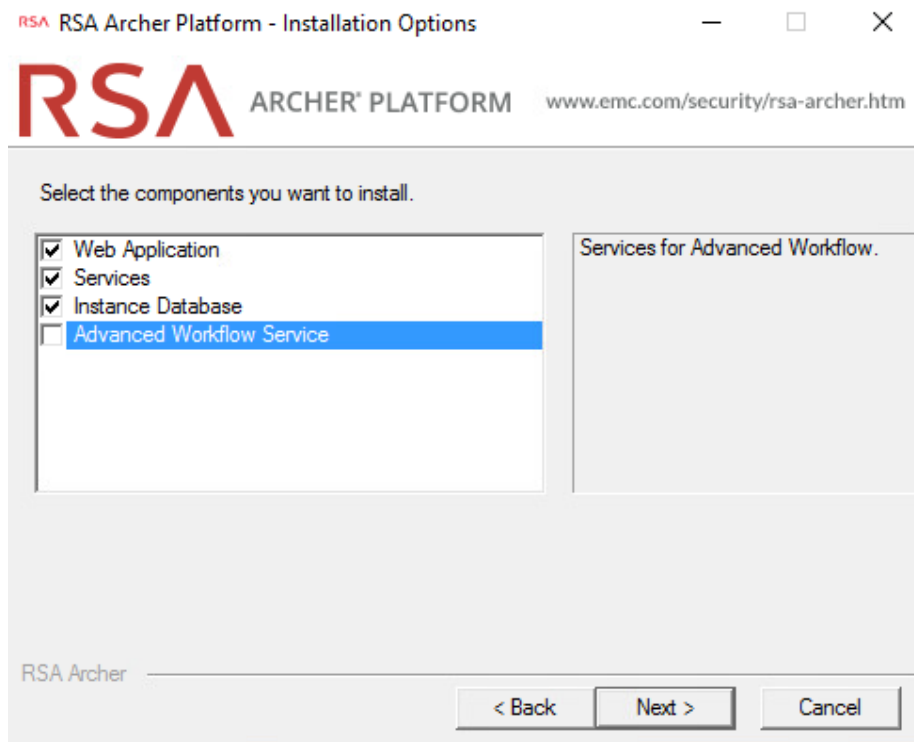 RSA RSA Archer Platform - Installation Options
RSA ARCHER® PLATFORM www.emc.com/security/rsa-archer.htm
Select the components you want to install.
Web Application
Services
Instance Database
Advanced Workflow Service
Services for Advanced Workflow.
RSA Archer
< Back Next > Cancel